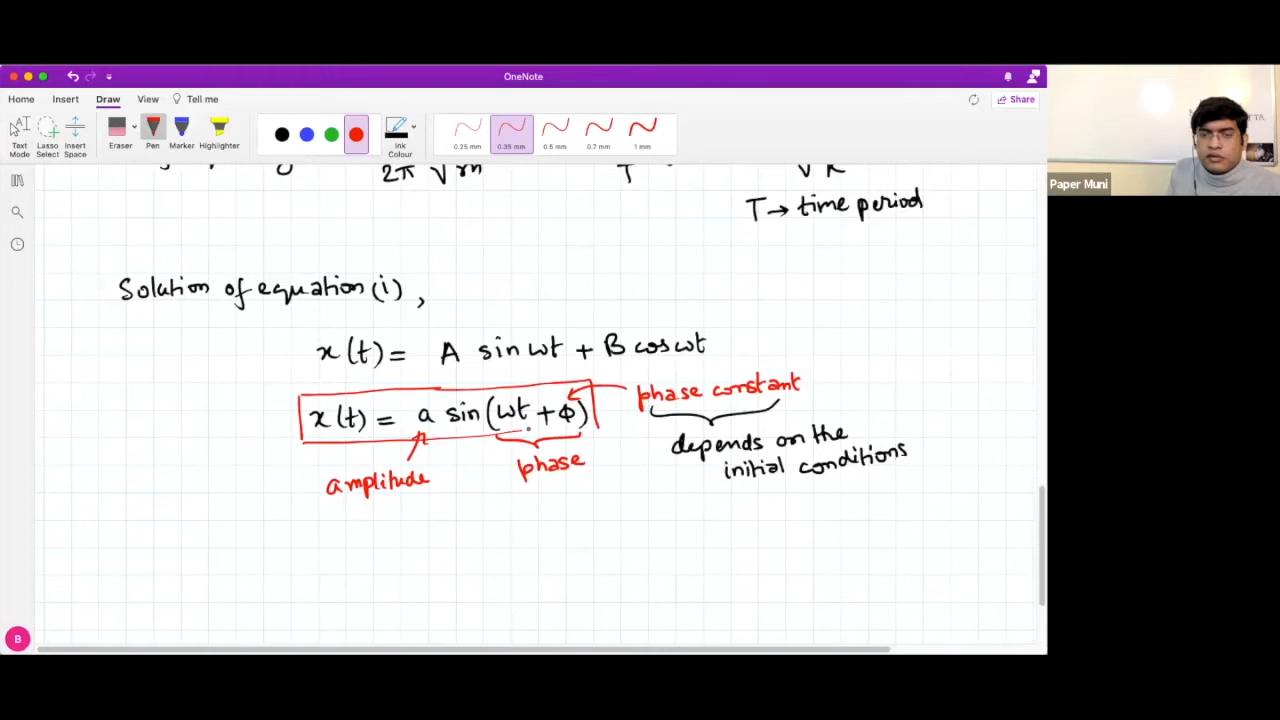 OneNote
Home Insert Draw View Tell me
Share
Text Mode
Lasso Select
Insert Space
Eraser
Pen
Marker
Highlighter
Ink Colour
0.25 mm
0.35 mm
0.5 mm
0.7 mm
1 mm
Paper Muni
2π √m
T
√k
T → time period
Solution of equation (i),
x(t) = A sin ωt + B cos ωt
x(t) = a sin(ωt + Φ)
phase constant
depends on the
initial conditions
amplitude
phase
B